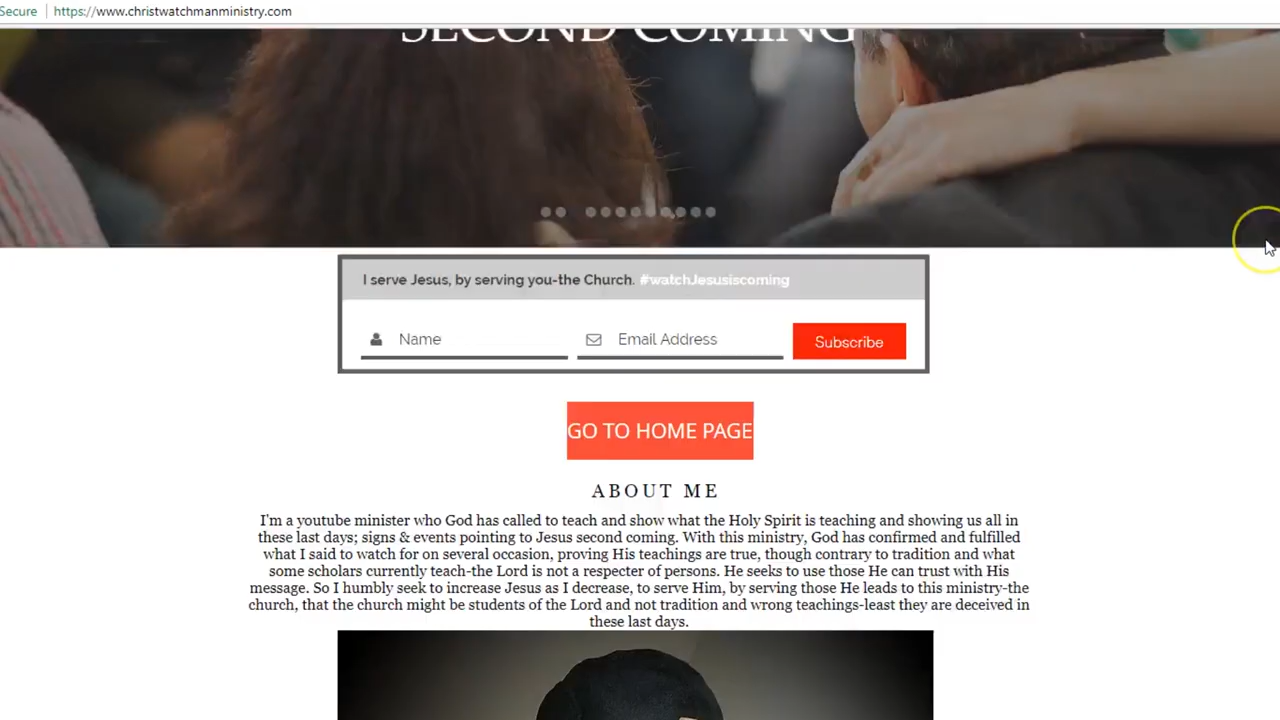 Secure https://www.christwatchmanministry.com
SECOND COMING
I serve Jesus, by serving you-the Church. #watchJesusiscoming
Name Email Address Subscribe
GO TO HOME PAGE
ABOUT ME
I'm a youtube minister who God has called to teach and show what the Holy Spirit is teaching and showing us all in
these last days; signs & events pointing to Jesus second coming. With this ministry, God has confirmed and fulfilled
what I said to watch for on several occasion, proving His teachings are true, though contrary to tradition and what
some scholars currently teach-the Lord is not a respecter of persons. He seeks to use those He can trust with His
message. So I humbly seek to increase Jesus as I decrease, to serve Him, by serving those He leads to this ministry-the
church, that the church might be students of the Lord and not tradition and wrong teachings-least they are deceived in
these last days.